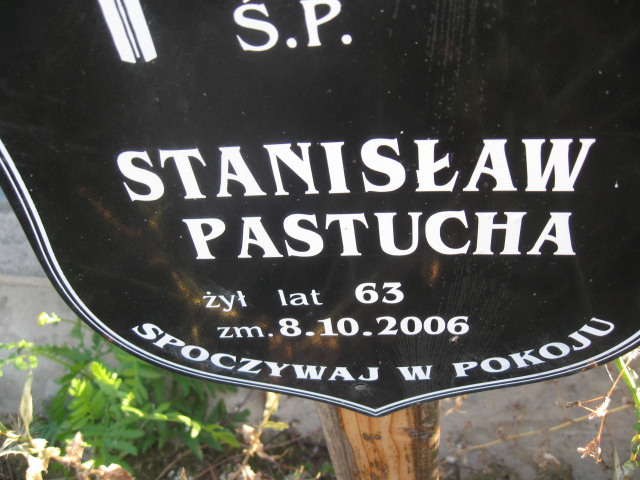 Ś.P.
STANISŁAW
PASTUCHA
żył lat 63
zm. 8.10.2006
SPOCZYWAJ W POKOJU